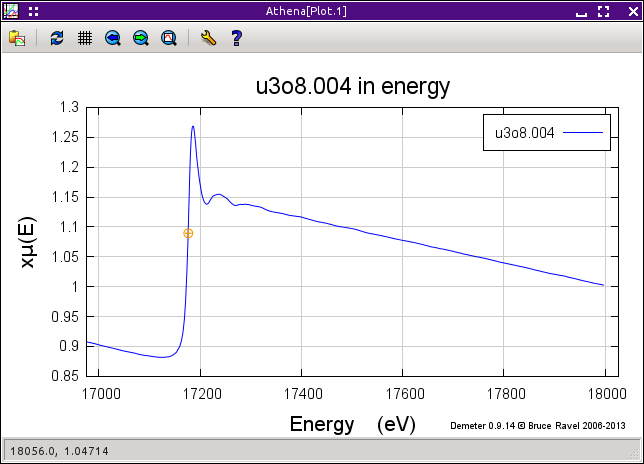 Athena[Plot.1]
?
u3o8.004 in energy
u3o8.004
1.3
1.25
1.2
1.15
1.1
1.05
1
0.95
0.9
0.85
xμ(E)
17000 17200 17400 17600 17800 18000
Energy (eV)
Demeter 0.9.14 © Bruce Ravel 2006-2013
18056.0, 1.04714